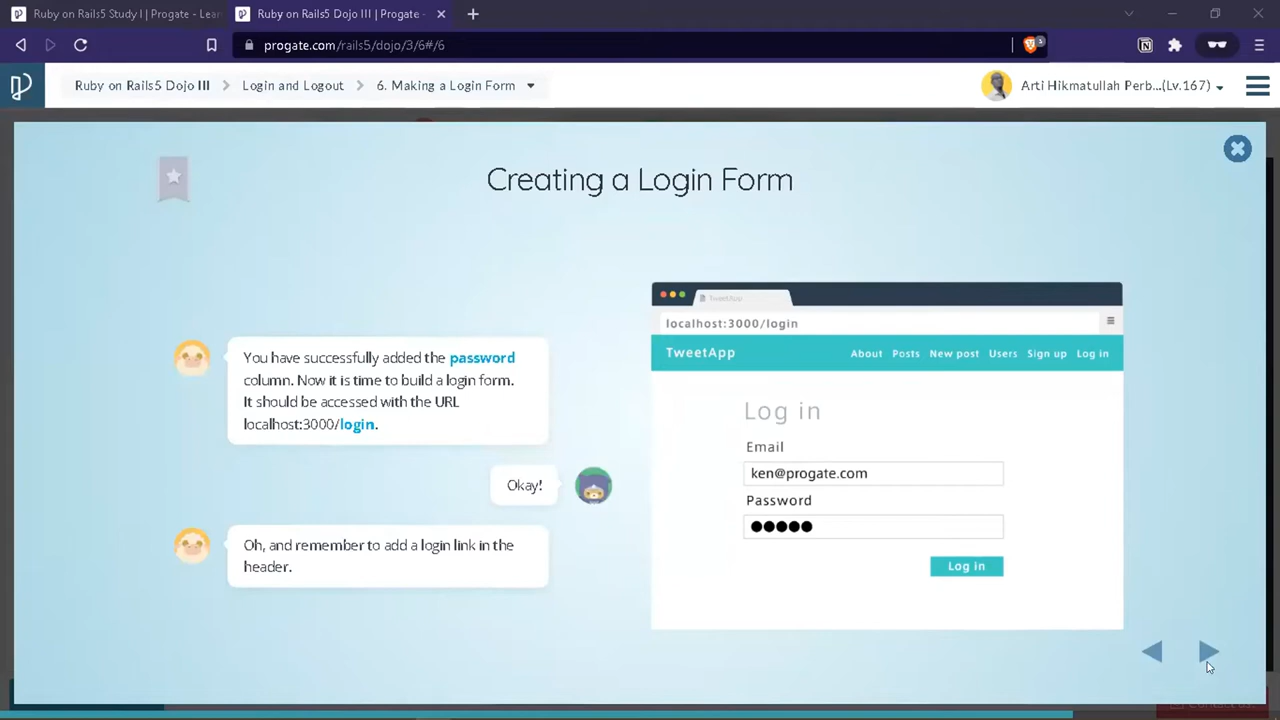 Ruby on Rails5 Study I | Progate - Lear
Ruby on Rails5 Dojo III | Progate -
progate.com/rails5/dojo/3/6#/6
Ruby on Rails5 Dojo III
Login and Logout
6. Making a Login Form
Arti Hikmatullah Perb...(Lv.167)
Creating a Login Form
You have successfully added the password
column. Now it is time to build a login form.
It should be accessed with the URL
localhost:3000/login.
Okay!
Oh, and remember to add a login link in the
header.
TweetApp
localhost:3000/login
TweetApp
About Posts New post Users Sign up Log in
Log in
Email
ken@progate.com
Password
Log in
Contact us!